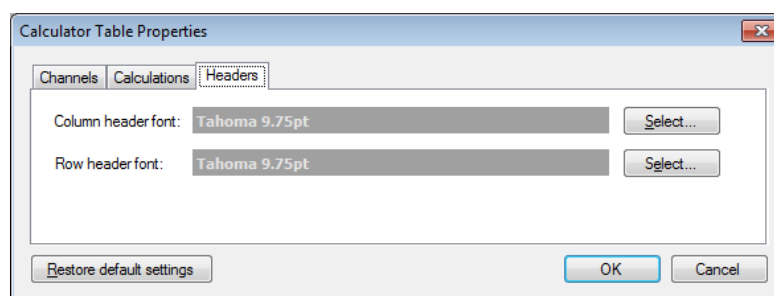 Calculator Table Properties
Channels Calculations Headers
Column header font: Tahoma 9.75pt Select...
Row header font: Tahoma 9.75pt Select...
Restore default settings OK Cancel